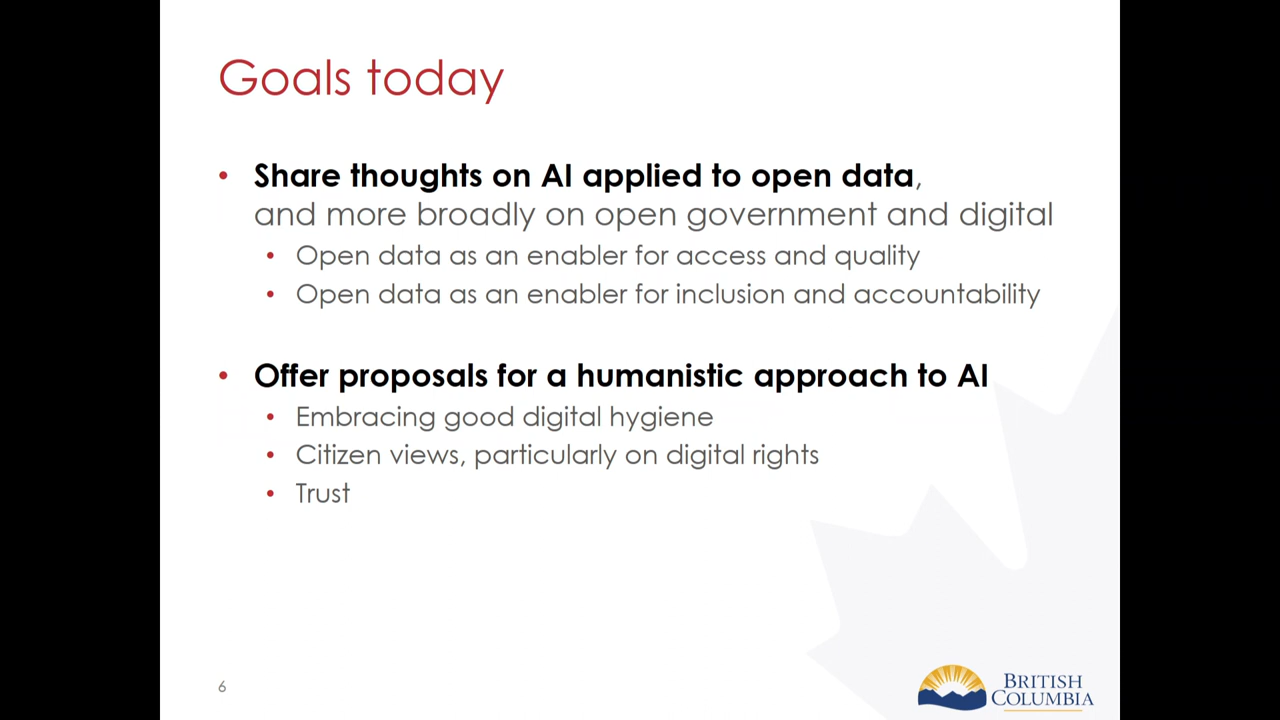 Goals today
• Share thoughts on AI applied to open data,
and more broadly on open government and digital
• Open data as an enabler for access and quality
• Open data as an enabler for inclusion and accountability
• Offer proposals for a humanistic approach to AI
• Embracing good digital hygiene
• Citizen views, particularly on digital rights
• Trust
6
BRITISH
COLUMBIA